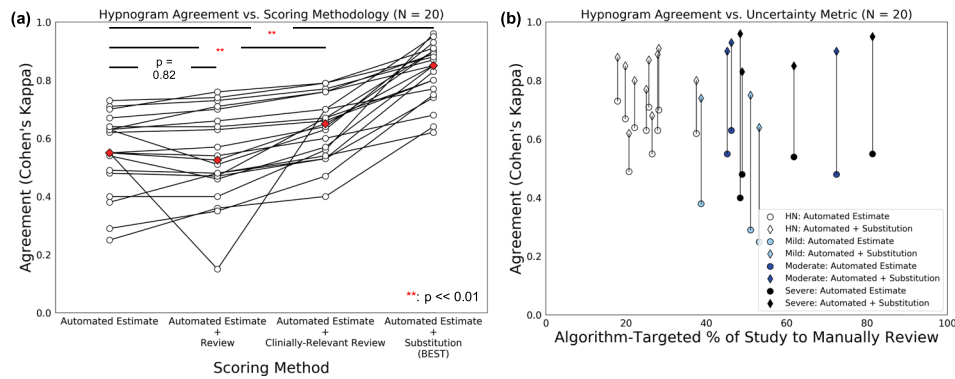 (a)
Hypnogram Agreement vs. Scoring Methodology (N = 20)
1.0
**
**
p =
0.82
0.8
0.6
0.4
0.2
0.0
Agreement (Cohen's Kappa)
**: p << 0.01
Automated Estimate
Automated Estimate
+
Review
Automated Estimate
+
Clinially-Relevant Review
Automated Estimate
+
Substitution
(BEST)
Scoring Method
(b)
Hypnogram Agreement vs. Uncertainty Metric (N = 20)
1.0
0.8
0.6
0.4
0.2
0.0
Agreement (Cohen's Kappa)
HN: Automated Estimate
HN: Automated + Substitution
Mild: Automated Estimate
Mild: Automated + Substitution
Moderate: Automated Estimate
Moderate: Automated + Substitution
Severe: Automated Estimate
Severe: Automated + Substitution
0 20 40 60 80 100
Algorithm-Targeted % of Study to Manually Review